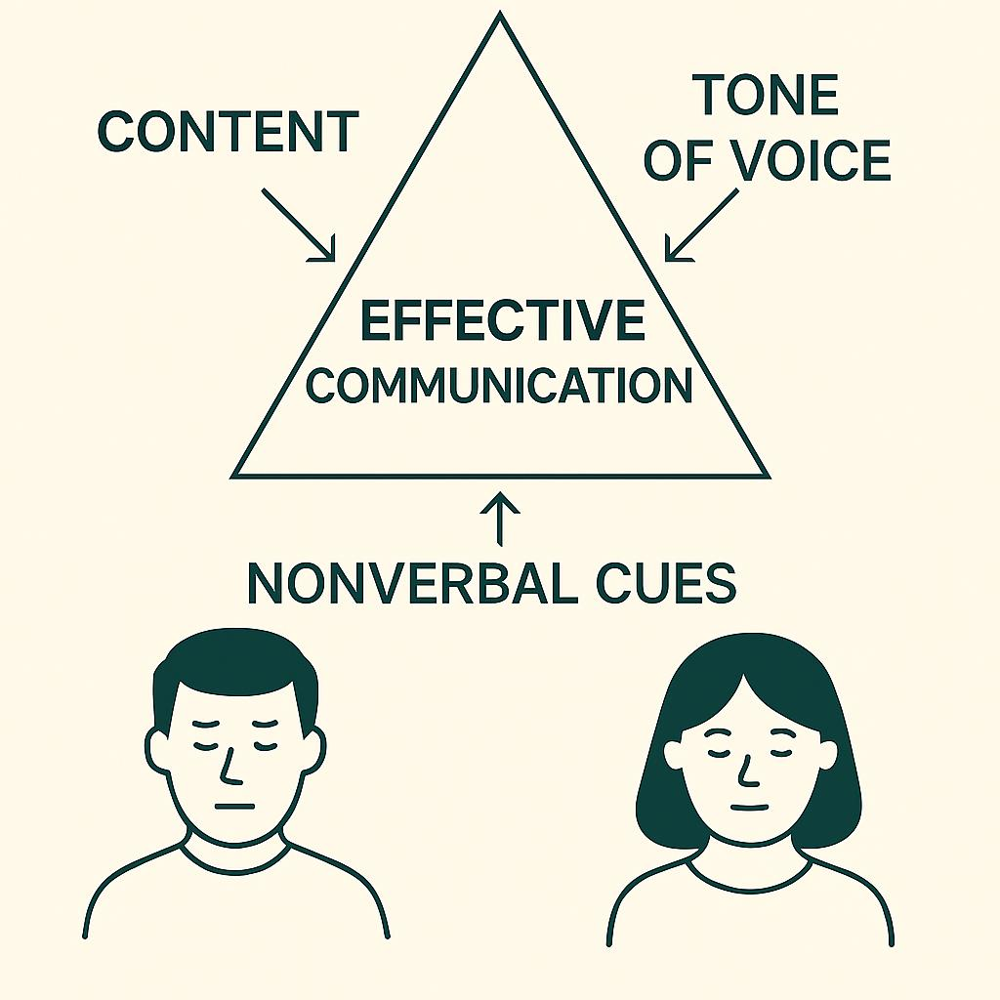 CONTENT
TONE
OF VOICE
EFFECTIVE
COMMUNICATION
NONVERBAL CUES